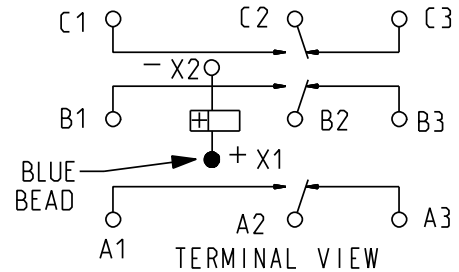 C1 C2 C3
− X2
B1 B2 B3
+
+ X1
BLUE
BEAD
A1 A2 A3
TERMINAL VIEW